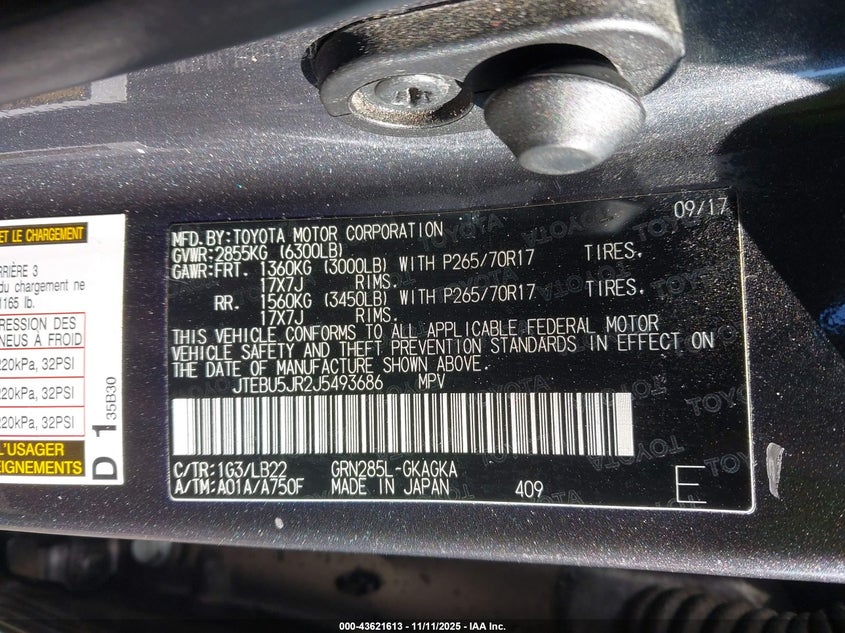 ET LE CHARGEMENT
RRIÈRE 3
du chargement ne
1165 lb.
RESSION DES
NEUS À FROID
220kPa, 32PSI
220kPa, 32PSI
220kPa, 32PSI
L'USAGER
EIGNEMENTS
D 1 35B30
09/17
MFD. BY: TOYOTA MOTOR CORPORATION
GVWR: 2855KG (6300LB)
GAWR: FRT. 1360KG (3000LB) WITH P265/70R17 TIRES,
17X7J RIMS.
RR. 1560KG (3450LB) WITH P265/70R17 TIRES,
17X7J RIMS.
THIS VEHICLE CONFORMS TO ALL APPLICABLE FEDERAL MOTOR
VEHICLE SAFETY AND THEFT PREVENTION STANDARDS IN EFFECT ON
THE DATE OF MANUFACTURE SHOWN ABOVE.
JTEBU5JR2J5493686 MPV
C/TR: 1G3/LB22 GRN285L-GKAGKA
A/TM: A01A/A750F MADE IN JAPAN 409 E
TOYOTA
000-43621613 - 11/11/2025 - IAA Inc.